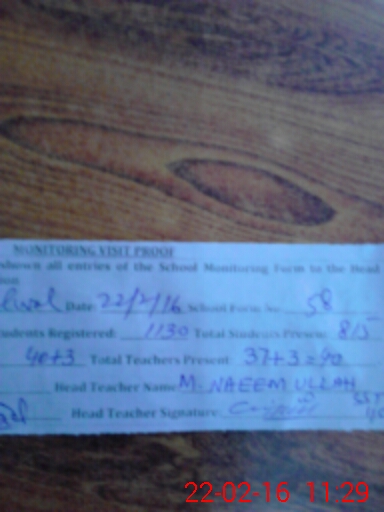 MONITORING VISIT PROOF
shown all entries of the School Monitoring Form to the Head
Date: 22/2/16 School Form No. 58
Students Registered: 1130 Total Students Present: 815
40+3 Total Teachers Present: 37+3=40
Head Teacher Name: M. NAEEM ULLAH
Head Teacher Signature:
22-02-16 11:29